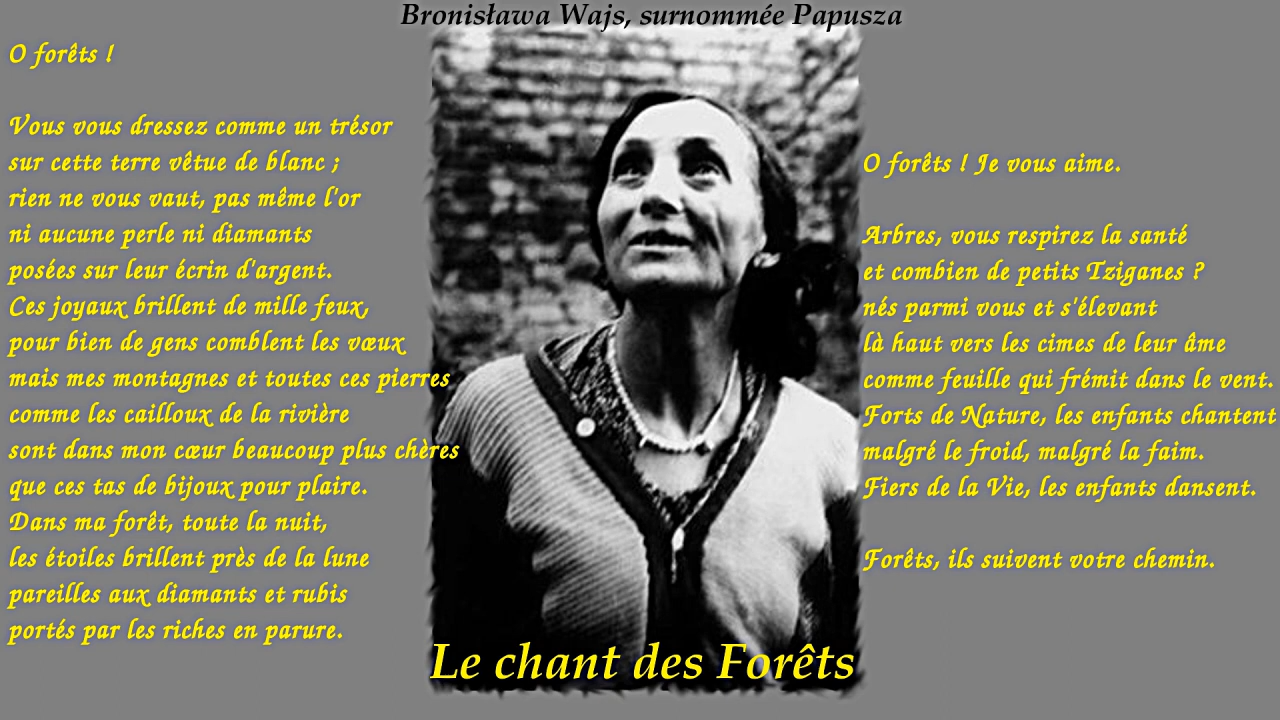 Bronisława Wajs, surnommée Papusza
O forêts !
Vous vous dressez comme un trésor
sur cette terre vêtue de blanc ;
rien ne vous vaut, pas même l'or
ni aucune perle ni diamants
posées sur leur écrin d'argent.
Ces joyaux brillent de mille feux,
pour bien de gens comblent les vœux
mais mes montagnes et toutes ces pierres
comme les cailloux de la rivière
sont dans mon cœur beaucoup plus chères
que ces tas de bijoux pour plaire.
Dans ma forêt, toute la nuit,
les étoiles brillent près de la lune
pareilles aux diamants et rubis
portés par les riches en parure.
O forêts ! Je vous aime.
Arbres, vous respirez la santé
et combien de petits Tziganes ?
nés parmi vous et s'élevant
là haut vers les cimes de leur âme
comme feuille qui frémit dans le vent.
Forts de Nature, les enfants chantent
malgré le froid, malgré la faim.
Fiers de la Vie, les enfants dansent.
Forêts, ils suivent votre chemin.
Le chant des Forêts